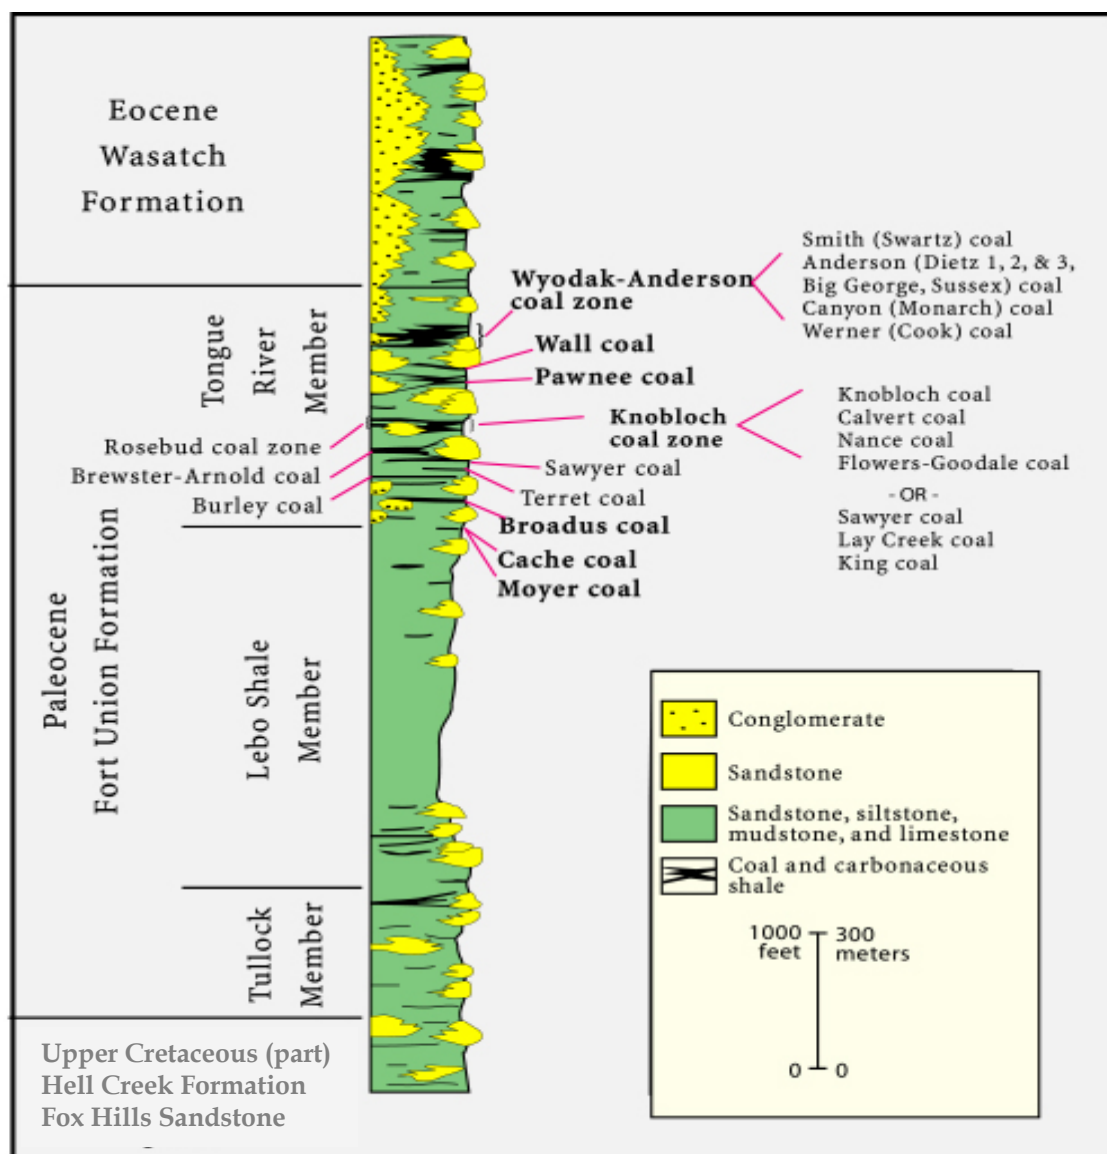 Eocene
Wasatch
Formation
Smith (Swartz) coal
Anderson (Dietz 1, 2, & 3,
Big George, Sussex) coal
Canyon (Monarch) coal
Werner (Cook) coal
Wyodak-Anderson
coal zone
Wall coal
Pawnee coal
Knobloch
coal zone
Knobloch coal
Calvert coal
Nance coal
Flowers-Goodale coal
- OR -
Sawyer coal
Lay Creek coal
King coal
Tongue
River
Member
Rosebud coal zone
Brewster-Arnold coal
Burley coal
Sawyer coal
Terret coal
Broadus coal
Cache coal
Moyer coal
Paleocene
Fort Union Formation
Lebo Shale
Member
Tullock
Member
Upper Cretaceous (part)
Hell Creek Formation
Fox Hills Sandstone
Conglomerate
Sandstone
Sandstone, siltstone,
mudstone, and limestone
Coal and carbonaceous
shale
1000 300
feet meters
0 0